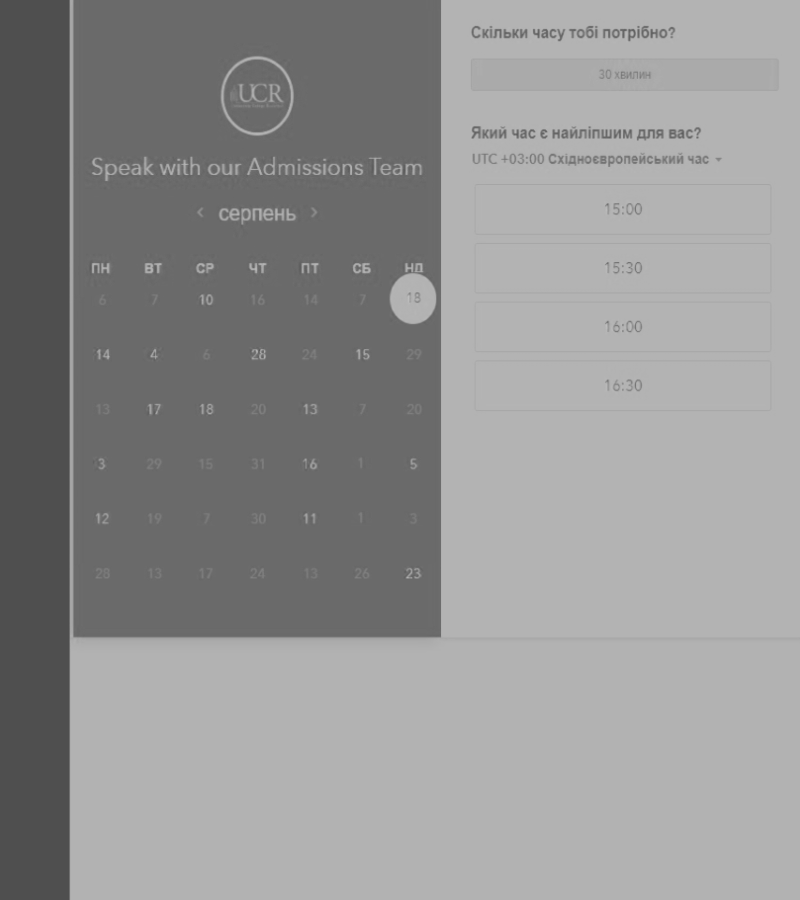 UCR
Speak with our Admissions Team
‹ серпень ›
ПН ВТ СР ЧТ ПТ СБ НД
6 7 10 16 14 7 18
14 4 6 28 24 15 29
13 17 18 20 13 7 20
3 29 15 31 16 1 5
12 19 7 30 11 1 3
28 13 17 24 13 26 23
Скільки часу тобі потрібно?
30 хвилин
Який час є найліпшим для вас?
UTC +03:00 Східноєвропейський час
15:00
15:30
16:00
16:30